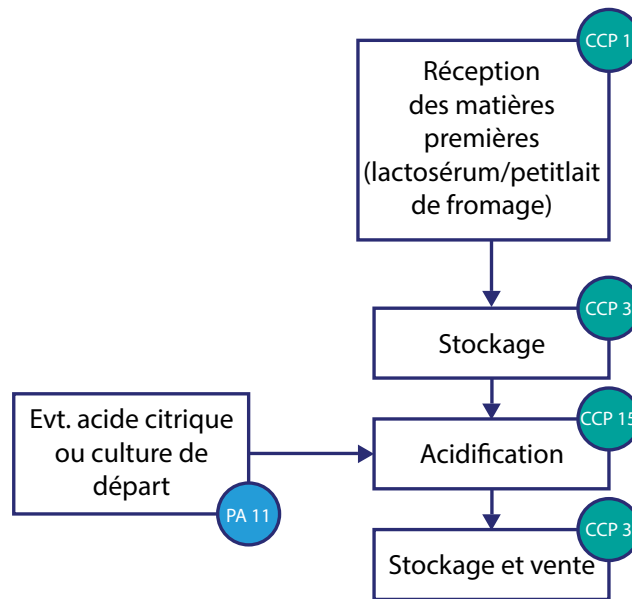 CCP 1
Réception
des matières
premières
(lactosérum/petitlait
de fromage)
CCP 3
Stockage
CCP 15
Evt. acide citrique
ou culture de
départ
Acidification
PA 11
CCP 3
Stockage et vente